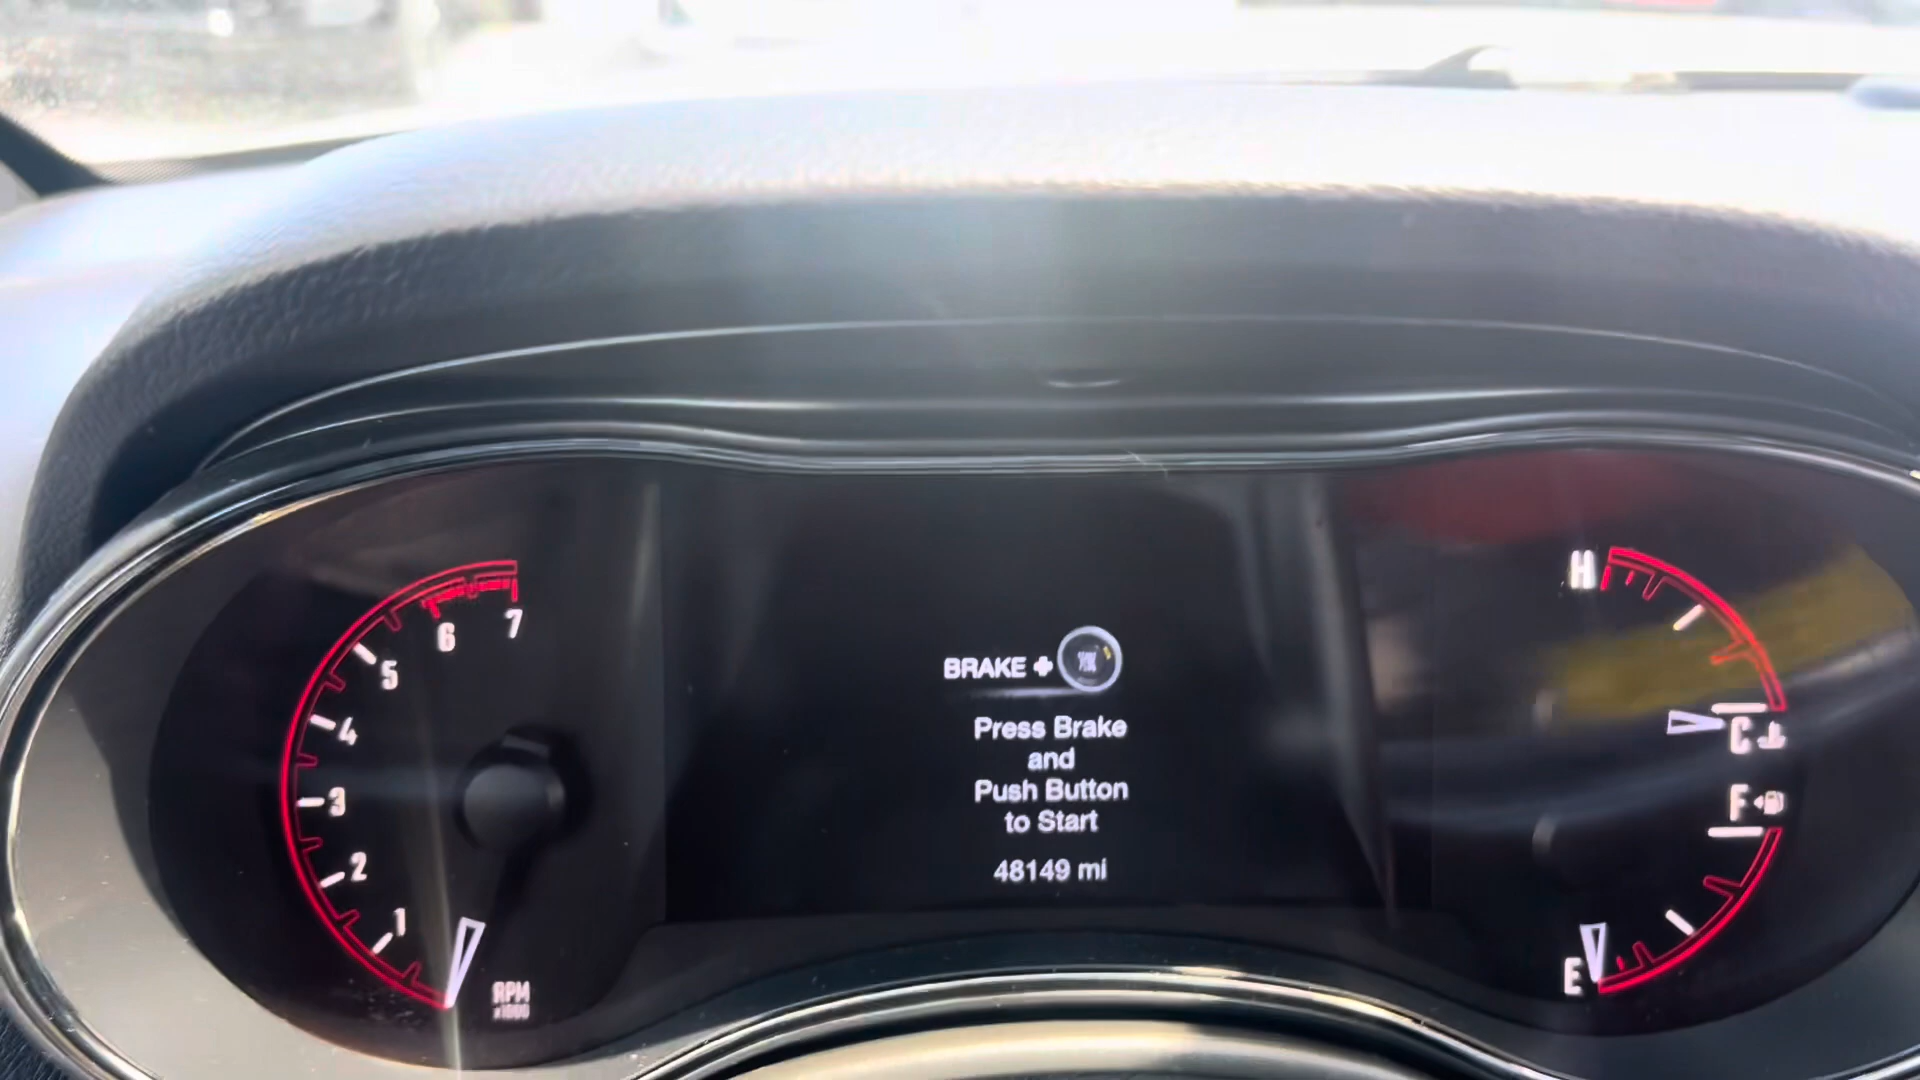 7
6
5
4
3
2
1
RPM
x1000
BRAKE +
Press Brake
and
Push Button
to Start
48149 mi
H
C
F
E